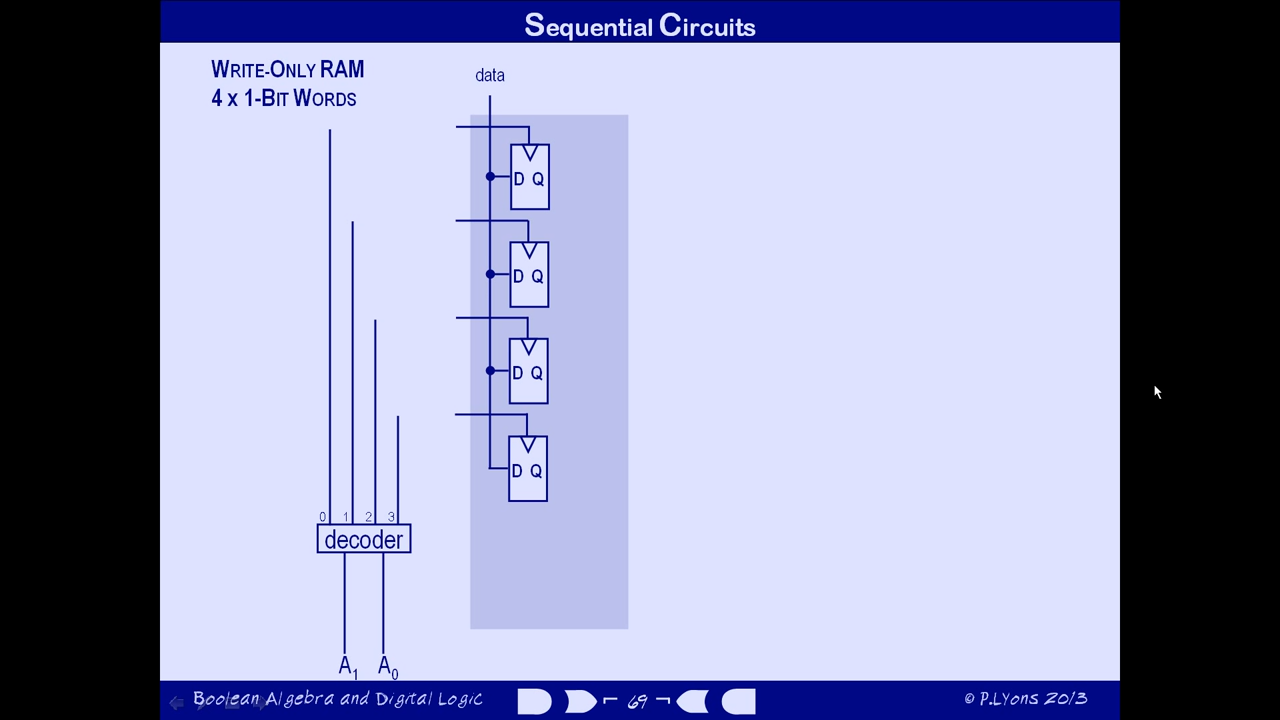 Sequential Circuits
WRITE-ONLY RAM
4 x 1-BIT WORDS
data
D Q
D Q
D Q
D Q
0 1 2 3
decoder
A1 A0
Boolean Algebra and Digital Logic
69
© P.LYons 2013